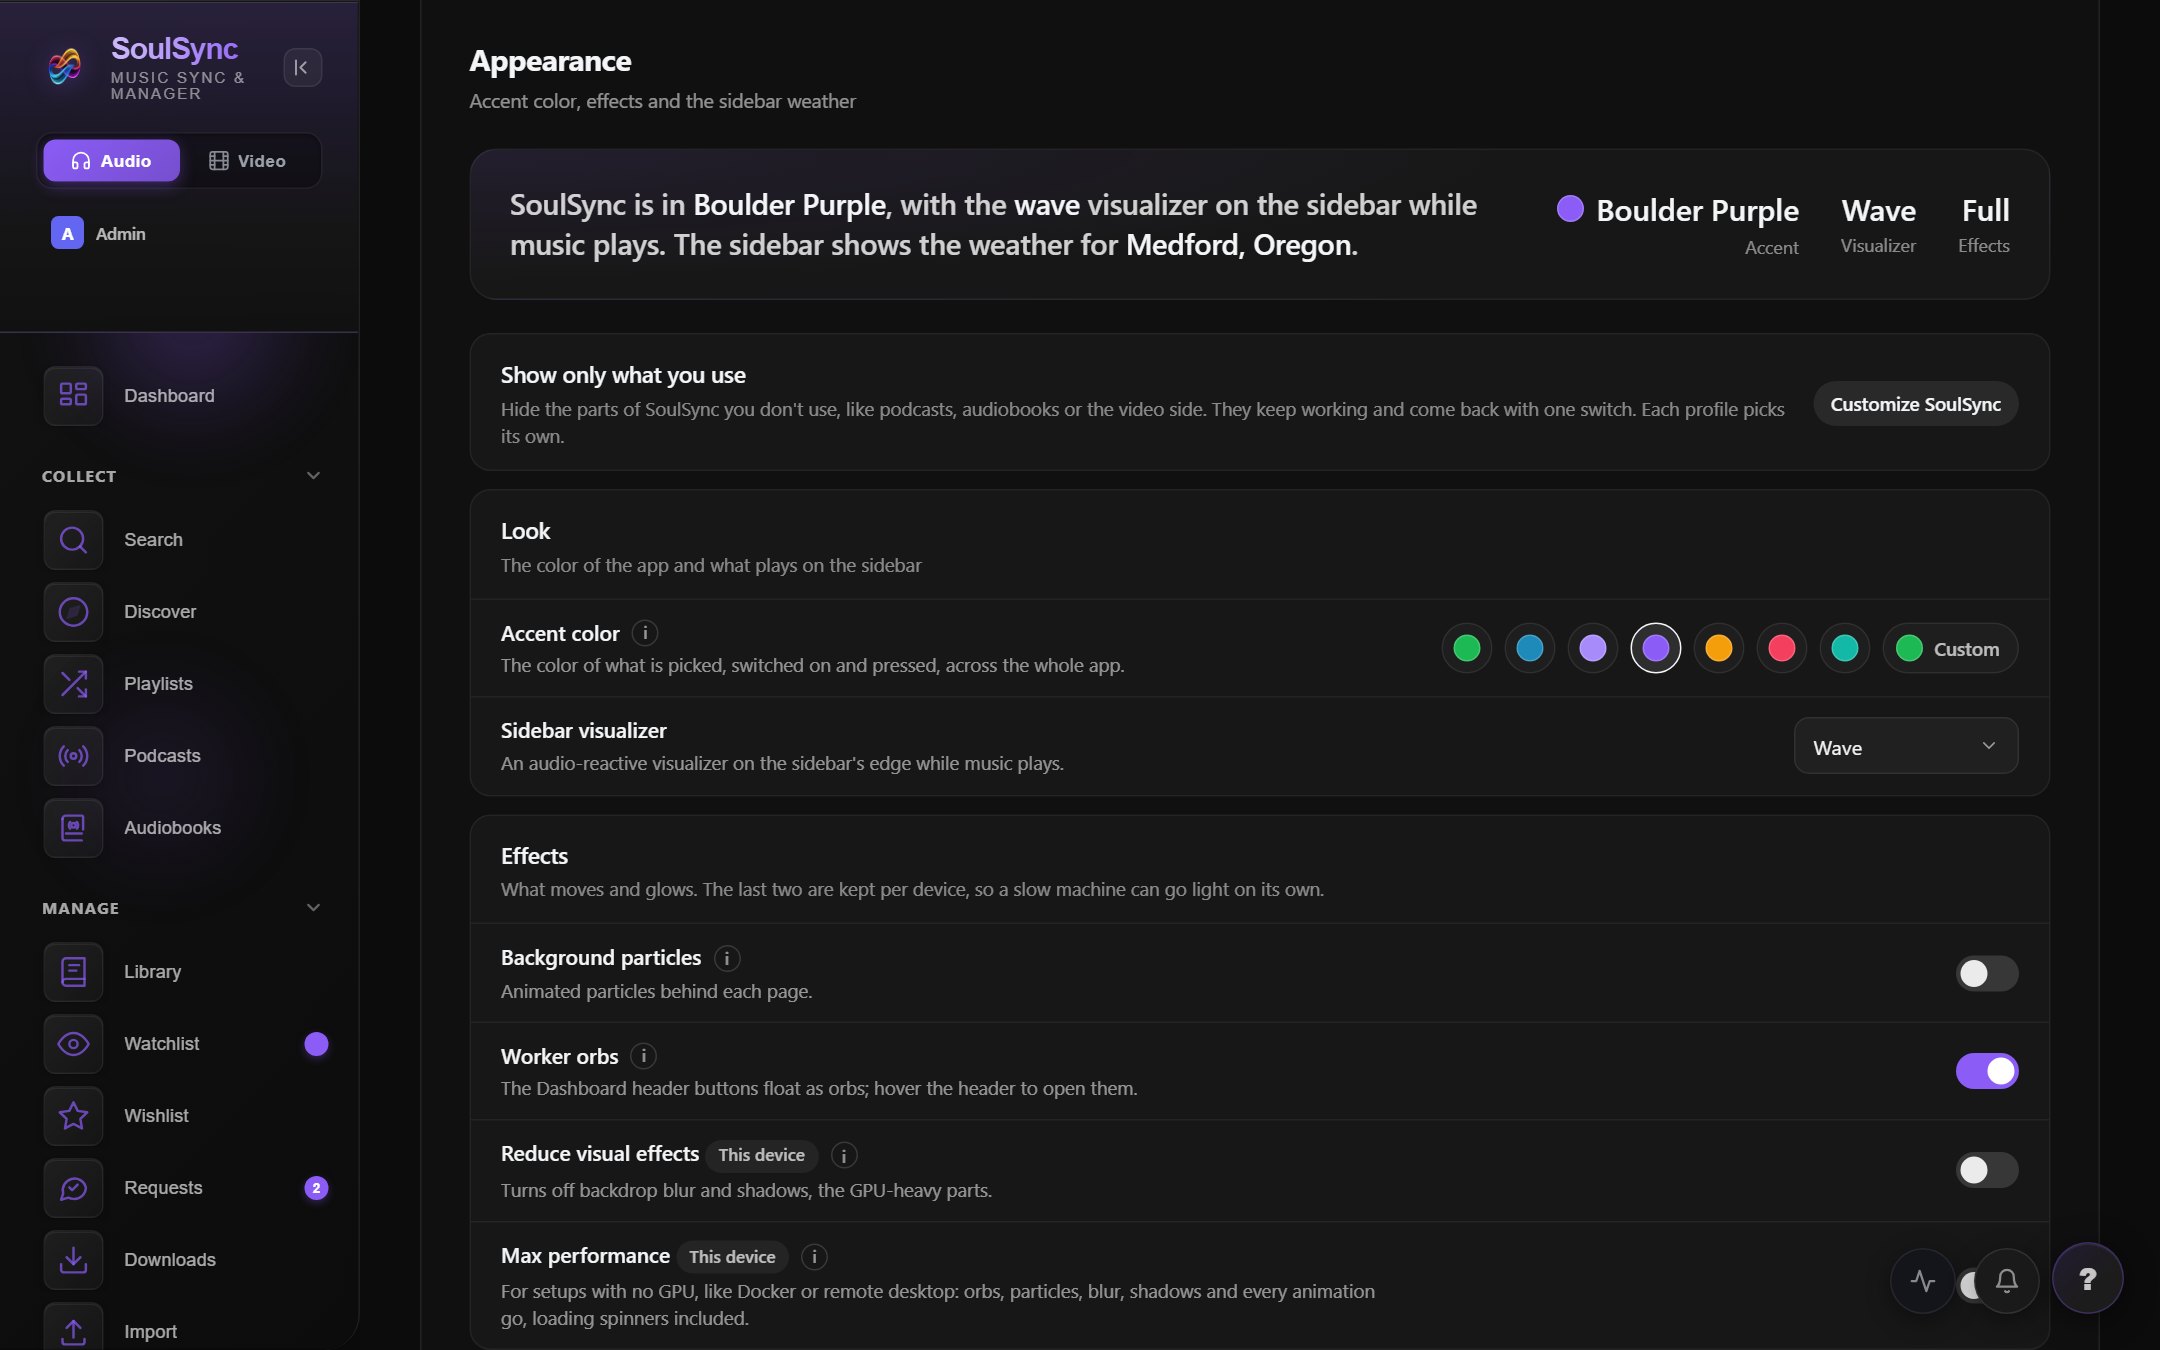 SoulSync
MUSIC SYNC &
MANAGER
Audio
Video
A
Admin
Dashboard
COLLECT
Search
Discover
Playlists
Podcasts
Audiobooks
MANAGE
Library
Watchlist
Wishlist
Requests
2
Downloads
Import
Appearance
Accent color, effects and the sidebar weather
SoulSync is in Boulder Purple, with the wave visualizer on the sidebar while
music plays. The sidebar shows the weather for Medford, Oregon.
Boulder Purple
Accent
Wave
Visualizer
Full
Effects
Show only what you use
Hide the parts of SoulSync you don't use, like podcasts, audiobooks or the video side. They keep working and come back with one switch. Each profile picks
its own.
Customize SoulSync
Look
The color of the app and what plays on the sidebar
Accent color
The color of what is picked, switched on and pressed, across the whole app.
Custom
Sidebar visualizer
An audio-reactive visualizer on the sidebar's edge while music plays.
Wave
Effects
What moves and glows. The last two are kept per device, so a slow machine can go light on its own.
Background particles
Animated particles behind each page.
Worker orbs
The Dashboard header buttons float as orbs; hover the header to open them.
Reduce visual effects This device
Turns off backdrop blur and shadows, the GPU-heavy parts.
Max performance This device
For setups with no GPU, like Docker or remote desktop: orbs, particles, blur, shadows and every animation
go, loading spinners included.
?